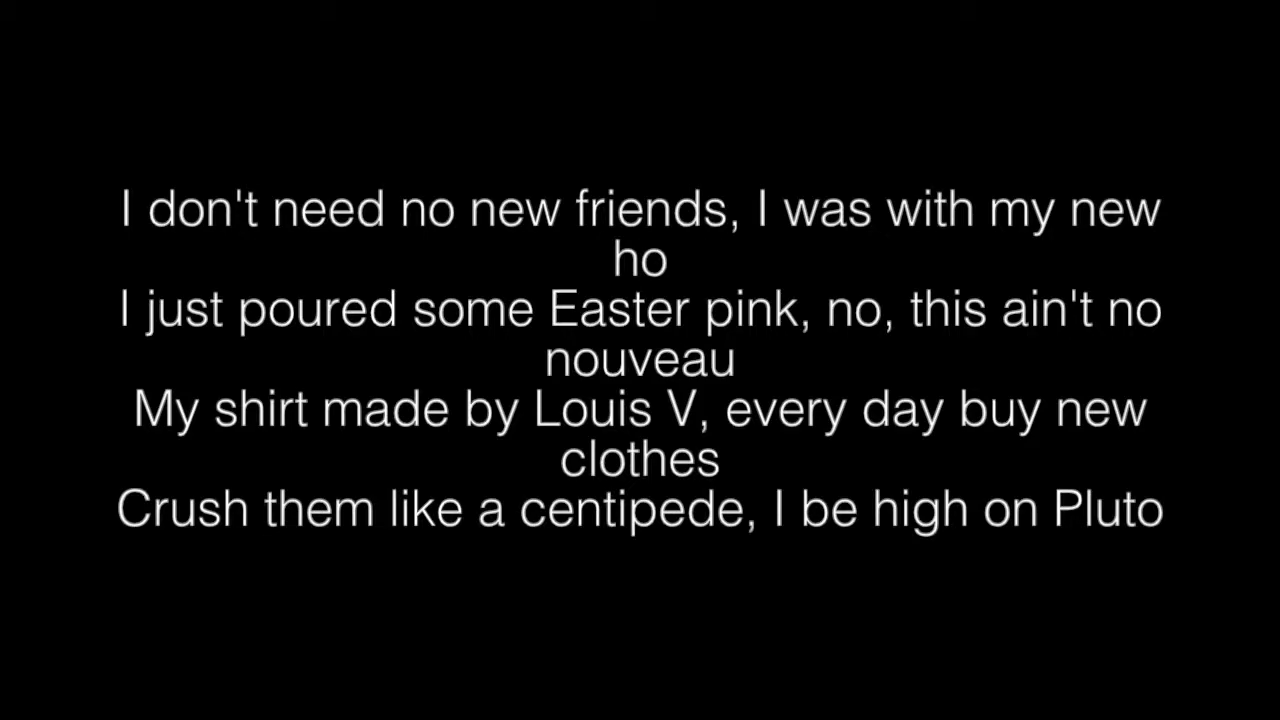 I don't need no new friends, I was with my new
ho
I just poured some Easter pink, no, this ain't no
nouveau
My shirt made by Louis V, every day buy new
clothes
Crush them like a centipede, I be high on Pluto